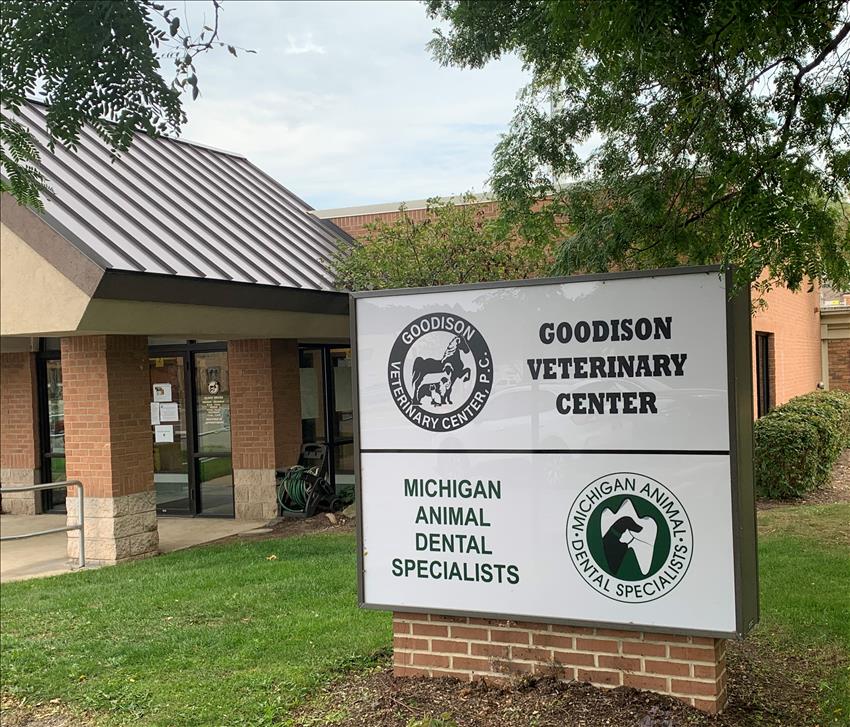 GOODISON
VETERINARY CENTER, P.C.
GOODISON
VETERINARY
CENTER
MICHIGAN
ANIMAL
DENTAL
SPECIALISTS
· MICHIGAN ANIMAL ·
DENTAL SPECIALISTS